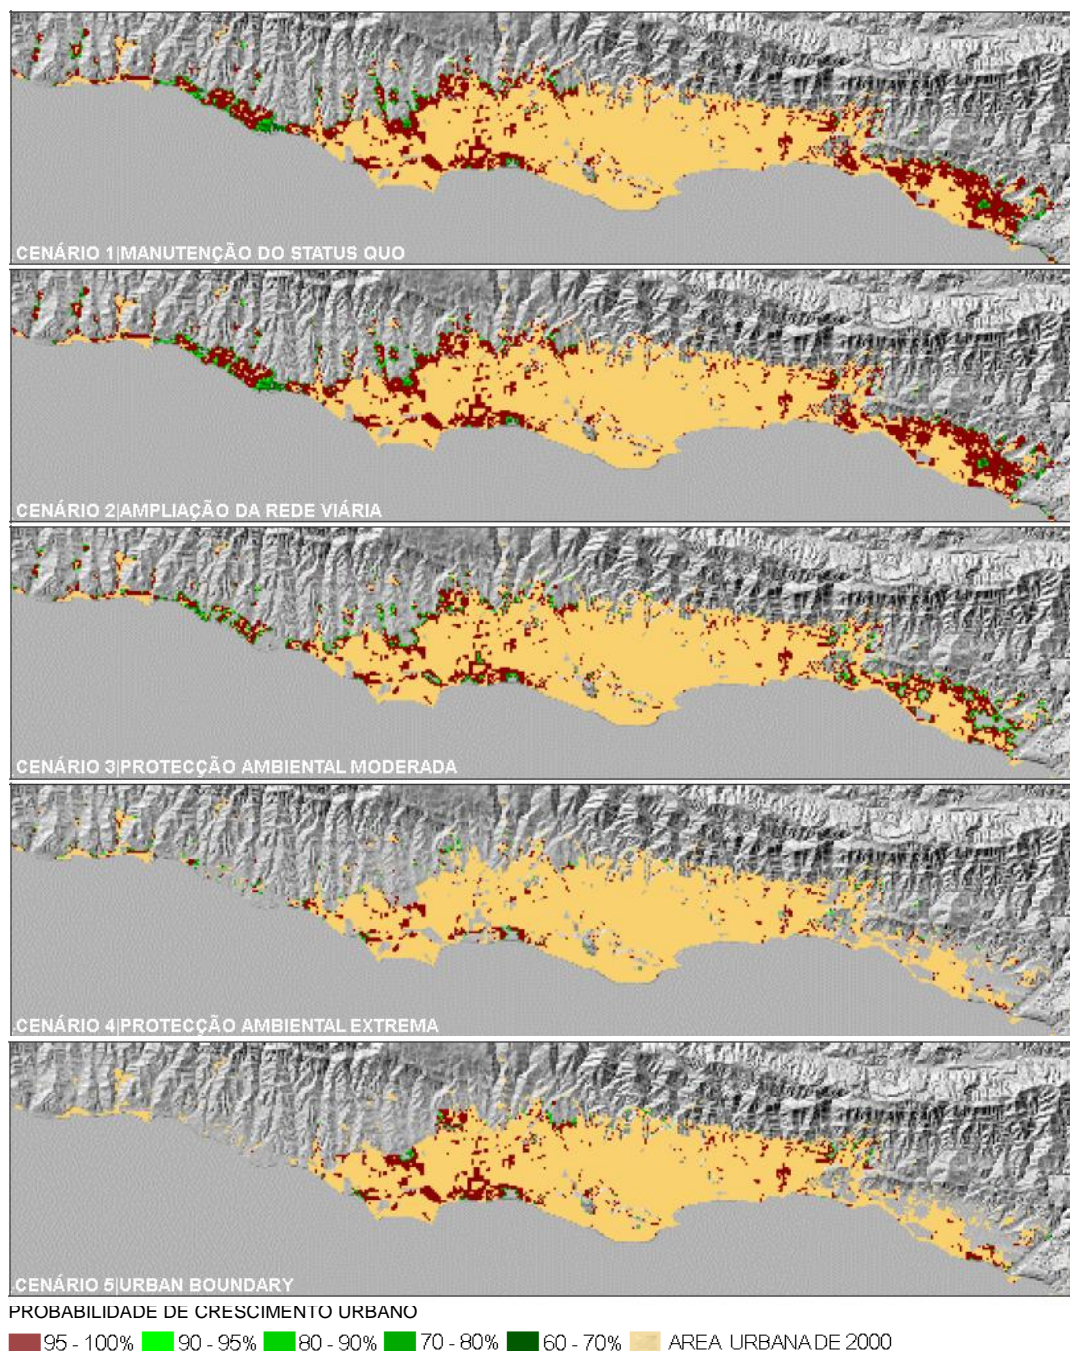 CENÁRIO 1|MANUTENÇÃO DO STATUS QUO
CENÁRIO 2|AMPLIAÇÃO DA REDE VIÁRIA
CENÁRIO 3|PROTECÇÃO AMBIENTAL MODERADA
CENÁRIO 4|PROTECÇÃO AMBIENTAL EXTREMA
CENÁRIO 5|URBAN BOUNDARY
PROBABILIDADE DE CRESCIMENTO URBANO
95 - 100% 90 - 95% 80 - 90% 70 - 80% 60 - 70% AREA URBANA DE 2000